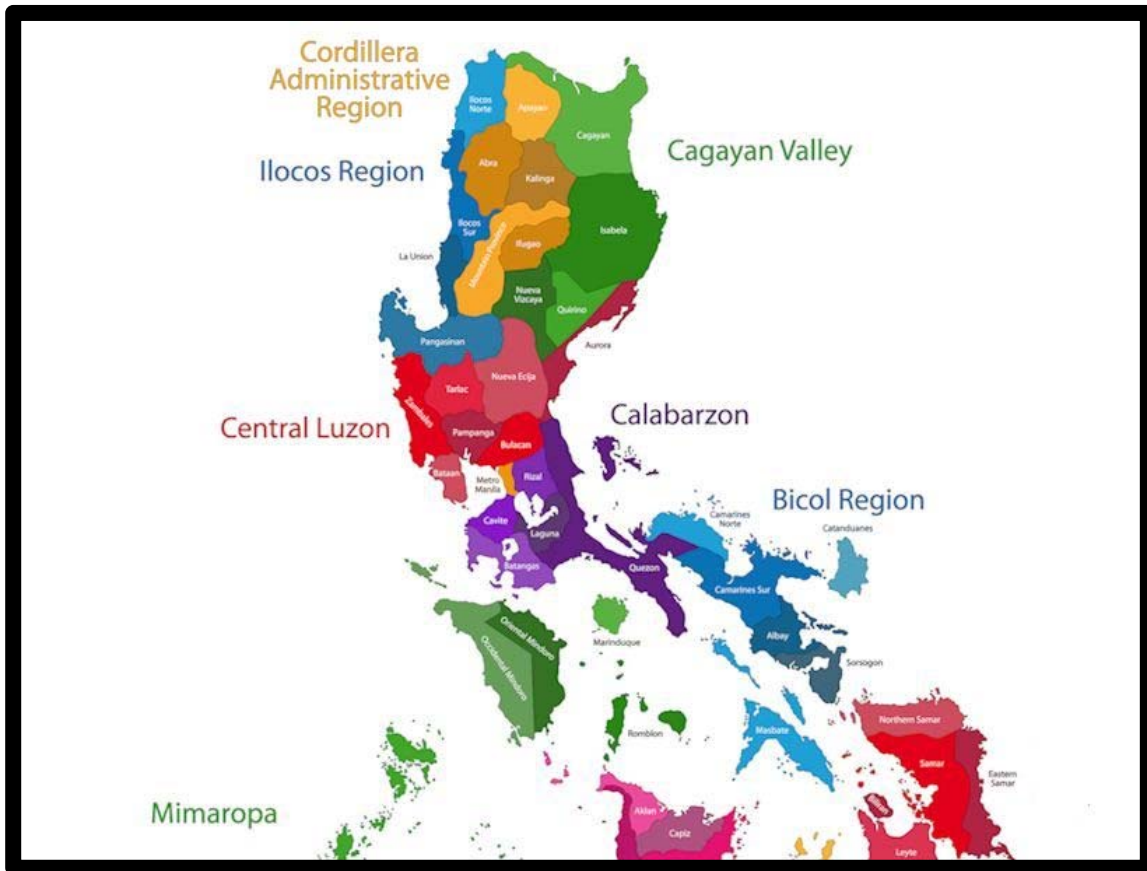 Cordillera
Administrative
Region
Ilocos
Norte
Apayao
Cagayan
Cagayan Valley
Ilocos Region
Abra
Kalinga
Ilocos
Sur
Isabela
Ifugao
Mountain Province
La Union
Nueva
Vizcaya
Quirino
Pangasinan
Aurora
Nueva Ecija
Tarlac
Zambales
Central Luzon
Calabarzon
Pampanga
Bulacan
Bataan
Metro
Manila
Rizal
Bicol Region
Cavite
Laguna
Camarines
Norte
Catanduanes
Batangas
Quezon
Camarines Sur
Oriental Mindoro
Occidental Mindoro
Marinduque
Albay
Sorsogon
Romblon
Masbate
Northern Samar
Samar
Eastern
Samar
Mimaropa
Biliran
Aklan
Capiz
Leyte